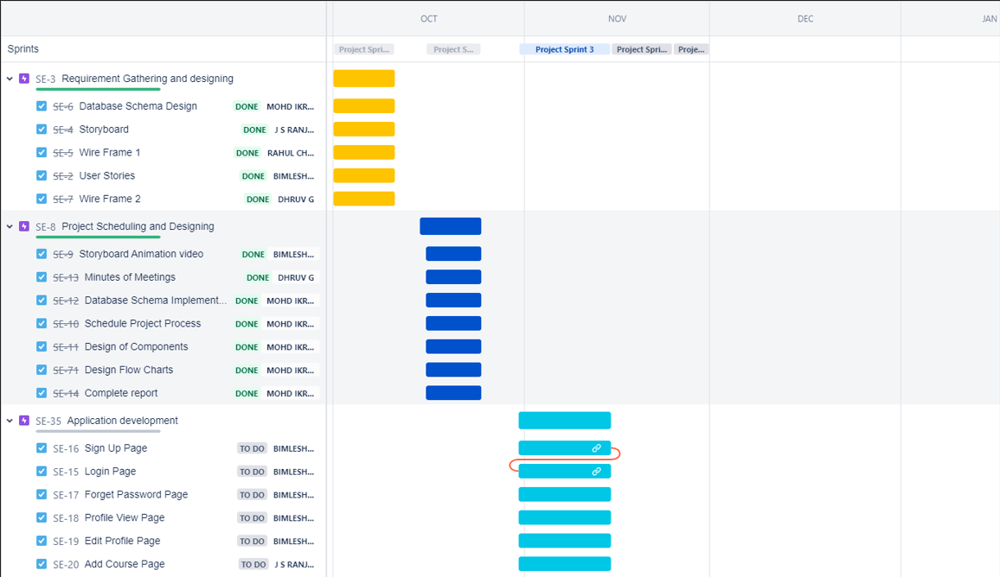 OCT NOV DEC JAN
Sprints Project Spri... Project S... Project Sprint 3 Project Spri... Proje...
SE-3 Requirement Gathering and designing
SE-6 Database Schema Design DONE MOHD IKR...
SE-4 Storyboard DONE J S RANJ...
SE-5 Wire Frame 1 DONE RAHUL CH...
SE-2 User Stories DONE BIMLESH...
SE-7 Wire Frame 2 DONE DHRUV G
SE-8 Project Scheduling and Designing
SE-9 Storyboard Animation video DONE BIMLESH...
SE-13 Minutes of Meetings DONE DHRUV G
SE-12 Database Schema Implement... DONE MOHD IKR...
SE-10 Schedule Project Process DONE MOHD IKR...
SE-11 Design of Components DONE MOHD IKR...
SE-71 Design Flow Charts DONE MOHD IKR...
SE-14 Complete report DONE MOHD IKR...
SE-35 Application development
SE-16 Sign Up Page TO DO BIMLESH...
SE-15 Login Page TO DO BIMLESH...
SE-17 Forget Password Page TO DO BIMLESH...
SE-18 Profile View Page TO DO BIMLESH...
SE-19 Edit Profile Page TO DO BIMLESH...
SE-20 Add Course Page TO DO J S RANJ...